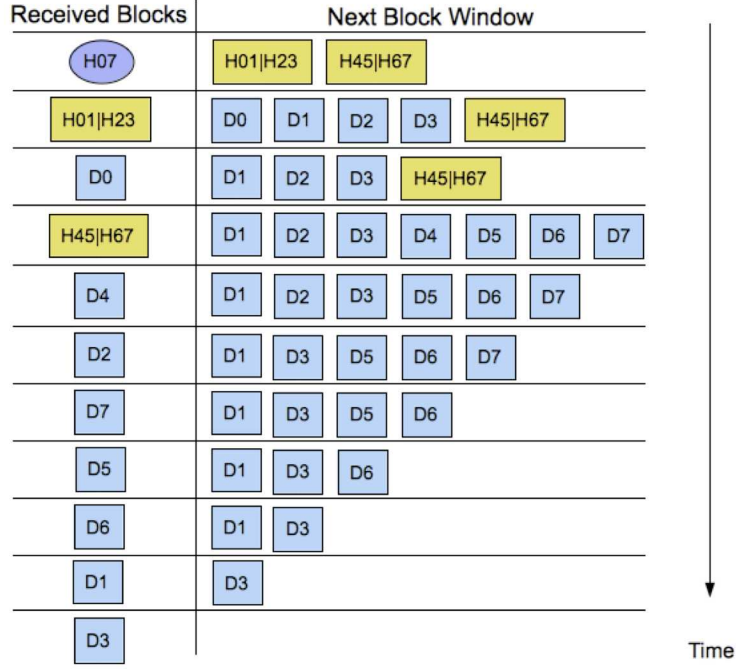 Received Blocks Next Block Window
H07 H01|H23 H45|H67
H01|H23 D0 D1 D2 D3 H45|H67
D0 D1 D2 D3 H45|H67
H45|H67 D1 D2 D3 D4 D5 D6 D7
D4 D1 D2 D3 D5 D6 D7
D2 D1 D3 D5 D6 D7
D7 D1 D3 D5 D6
D5 D1 D3 D6
D6 D1 D3
D1 D3
D3
Time